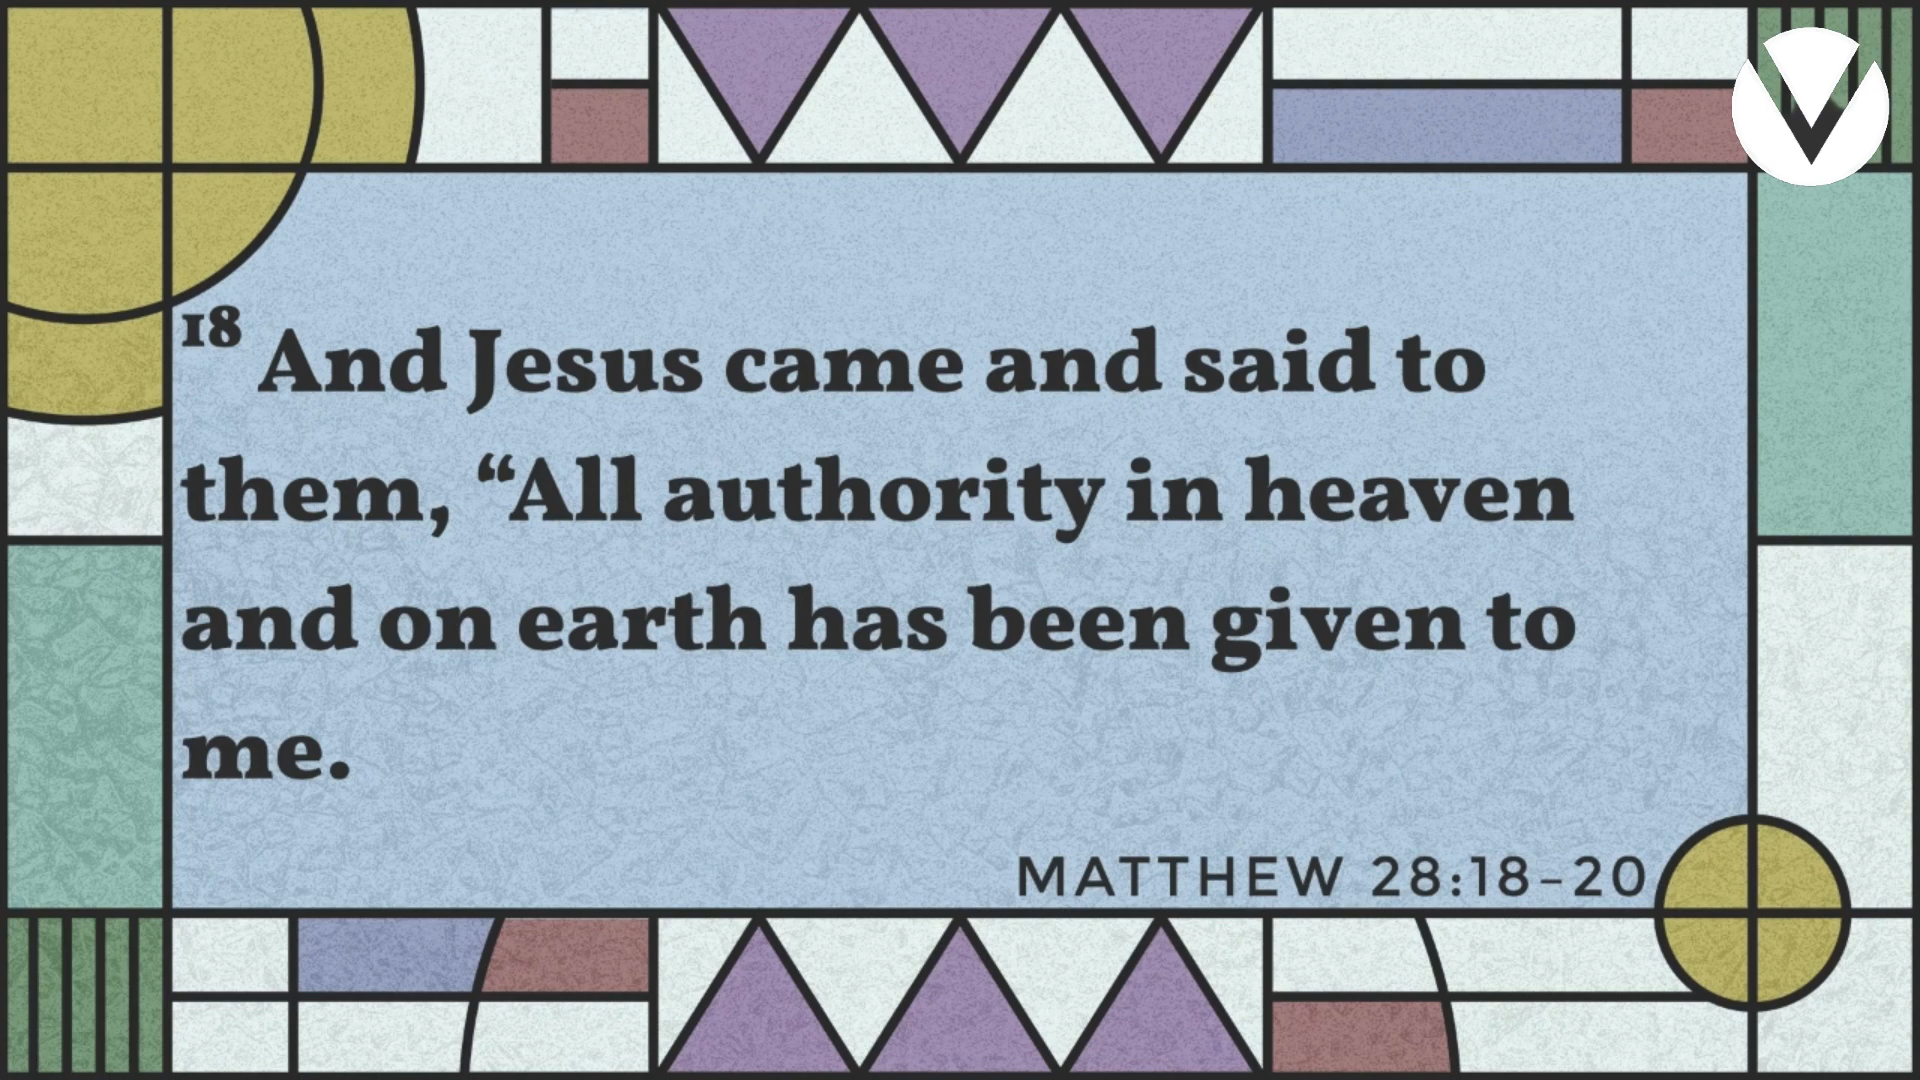 18 And Jesus came and said to
them, “All authority in heaven
and on earth has been given to
me.
MATTHEW 28:18–20